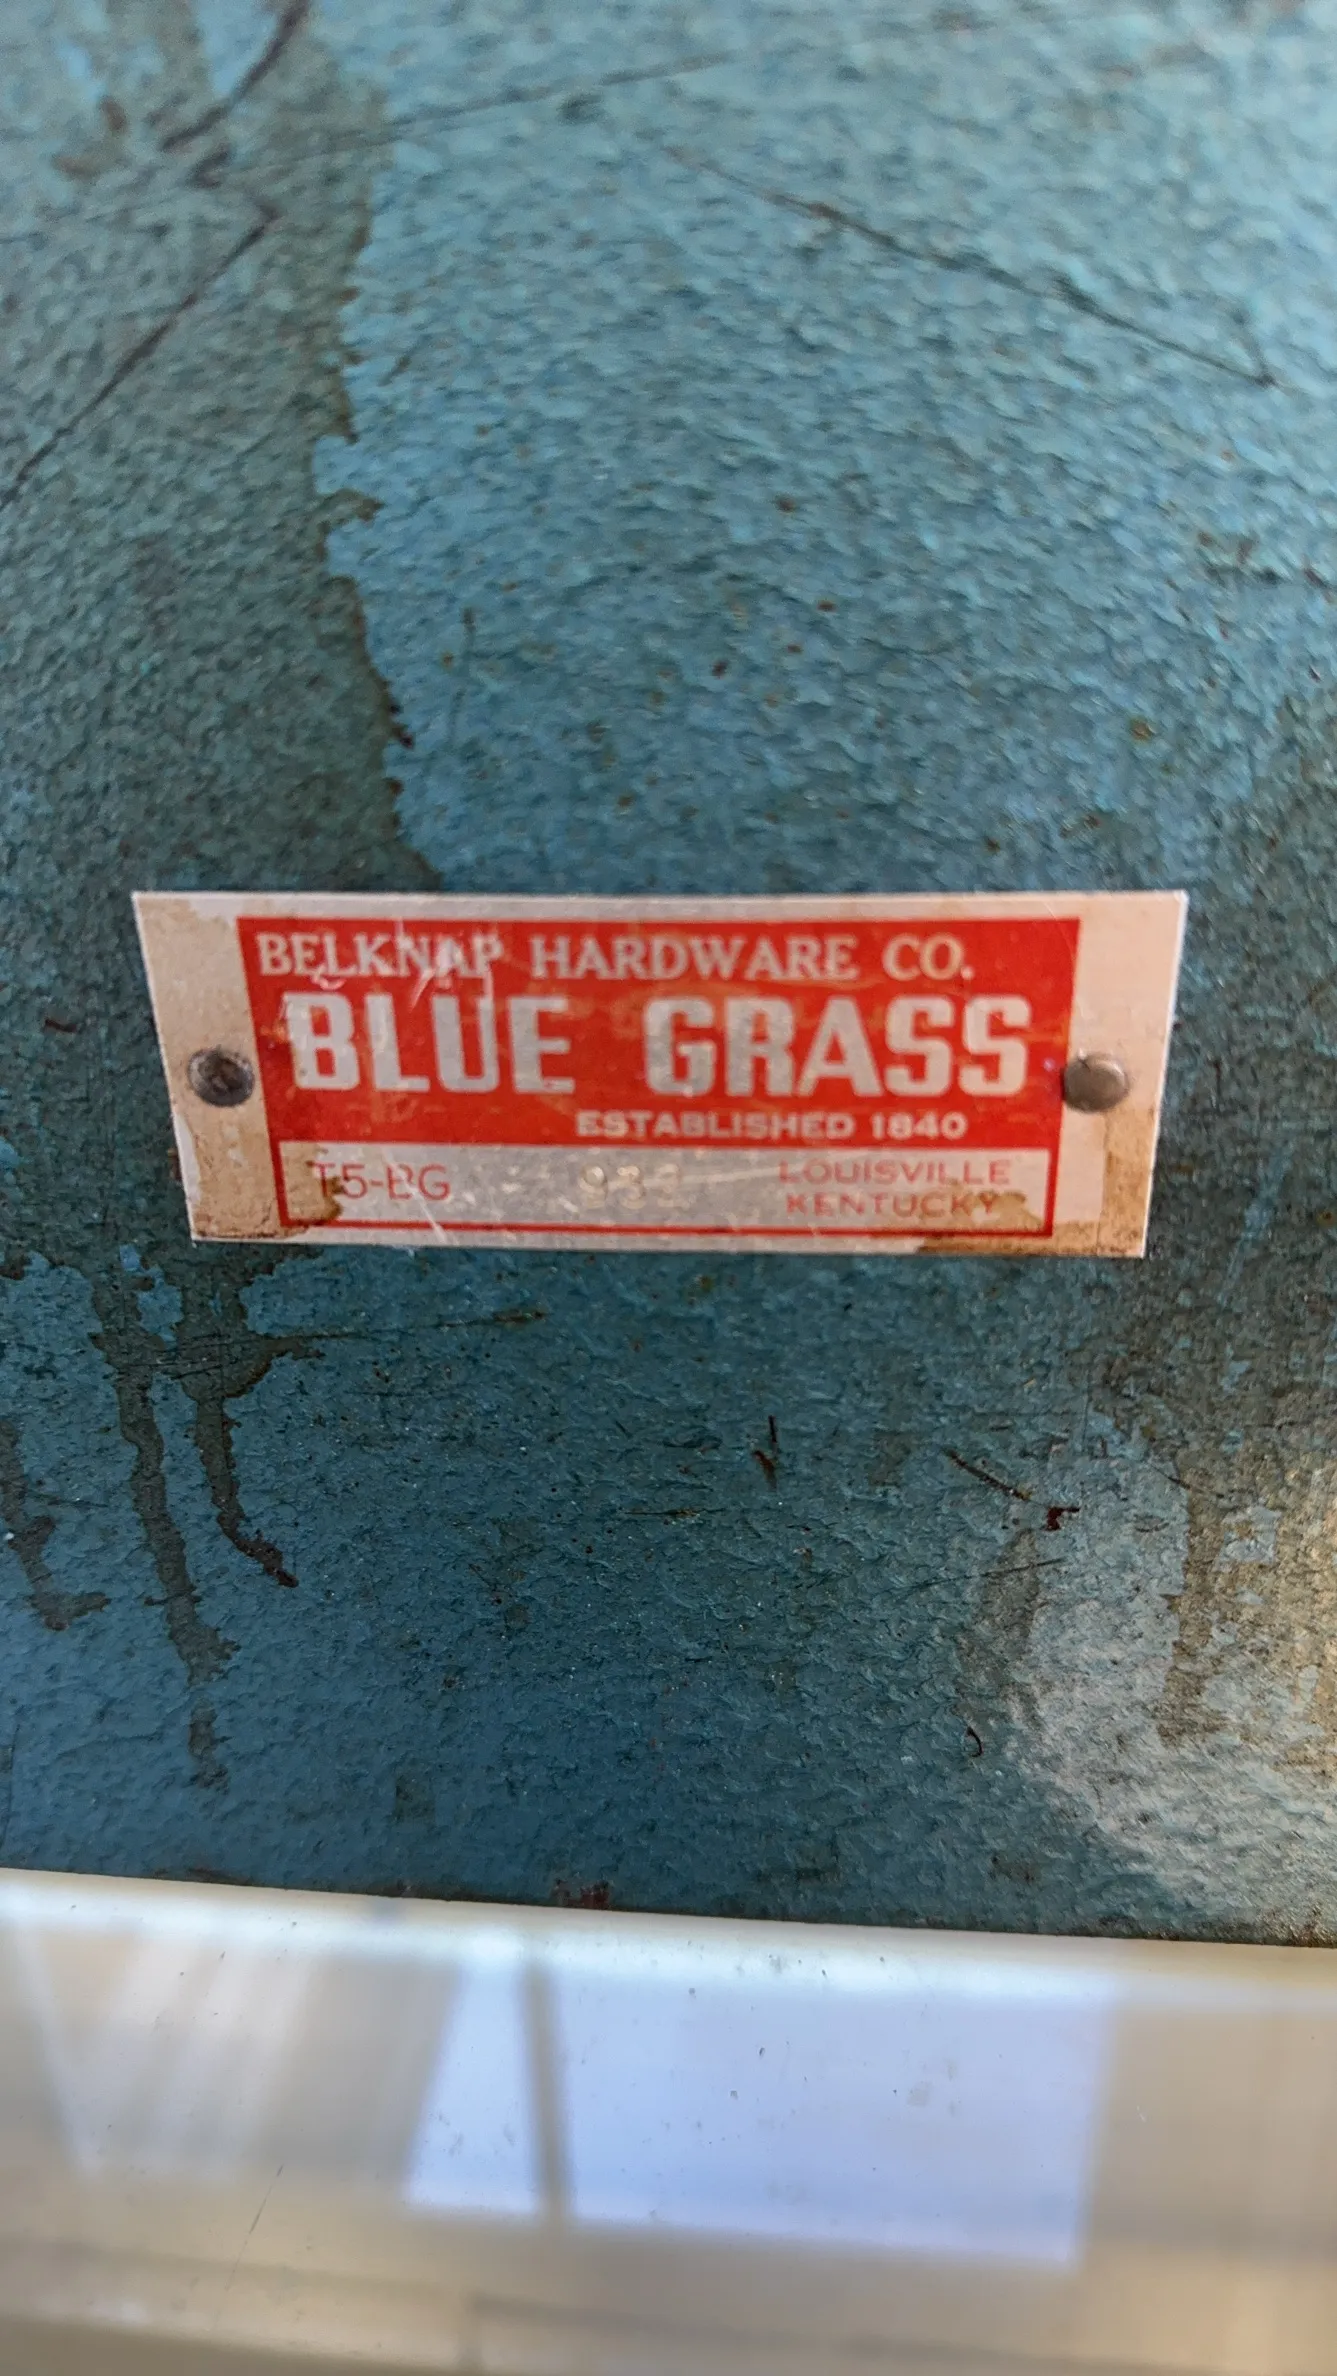 BELKNAP HARDWARE CO.
BLUE GRASS
ESTABLISHED 1840
T5-BG
LOUISVILLE
KENTUCKY